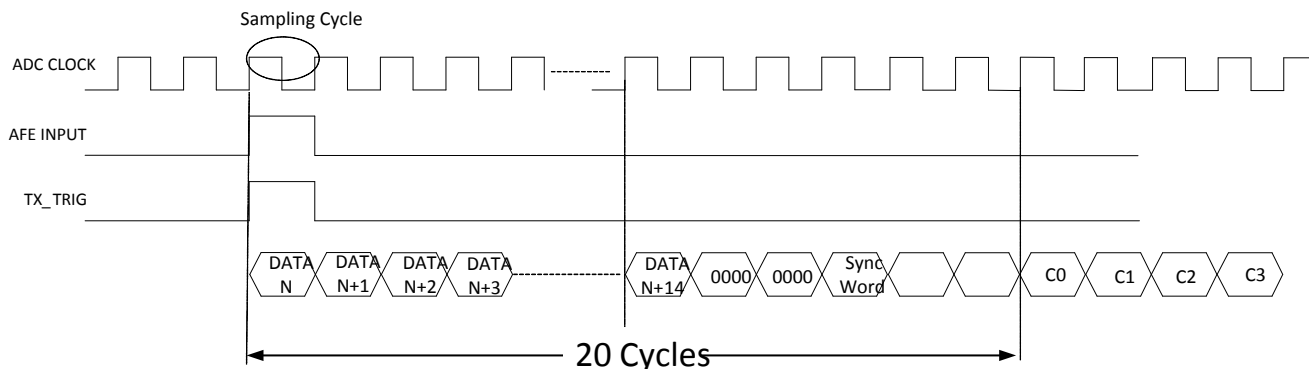 Sampling Cycle
ADC CLOCK
AFE INPUT
TX_TRIG
DATA
N
DATA
N+1
DATA
N+2
DATA
N+3
DATA
N+14
0000
0000
Sync
Word
C0
C1
C2
C3
20 Cycles